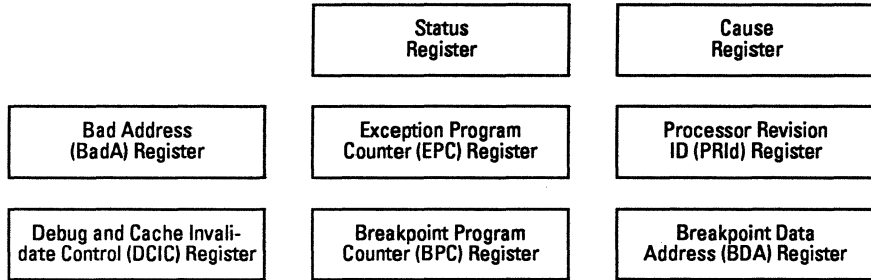 Status
Register
Cause
Register
Bad Address
(BadA) Register
Exception Program
Counter (EPC) Register
Processor Revision
ID (PRId) Register
Debug and Cache Invali-
date Control (DCIC) Register
Breakpoint Program
Counter (BPC) Register
Breakpoint Data
Address (BDA) Register